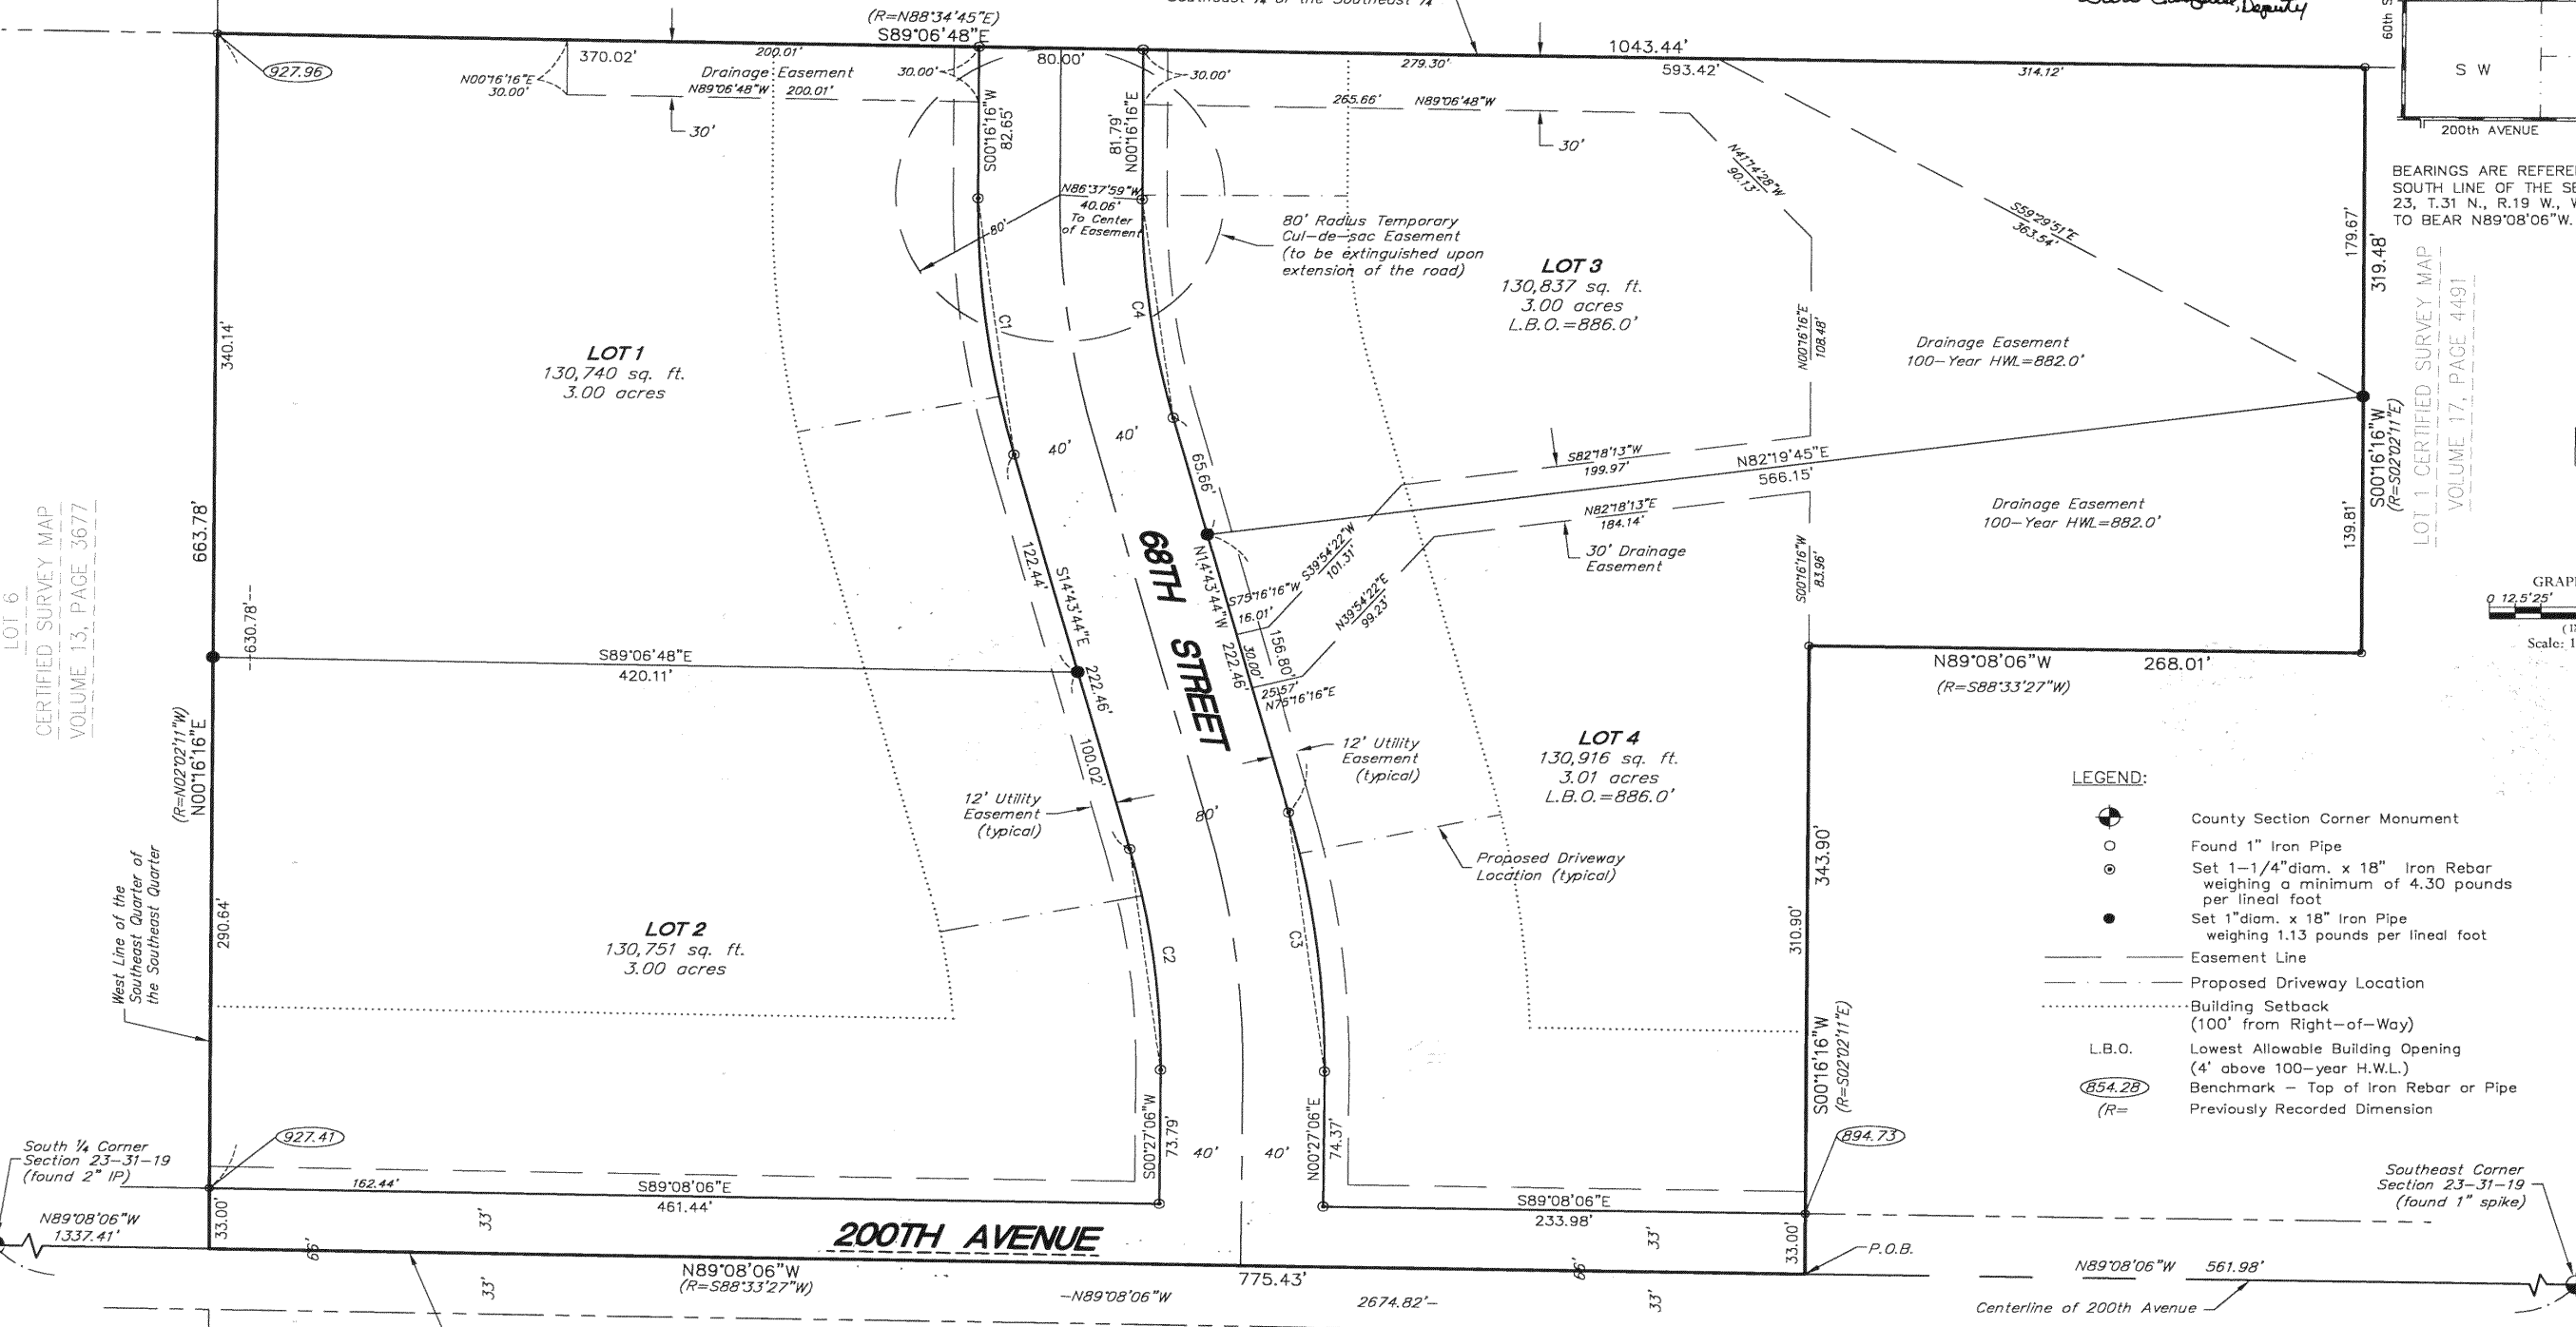 (R=N88°34'45"E)
S89°06'48"E
927.96
370.02'
200.01'
N00°16'16"E
30.00'
Drainage Easement
N89°06'48"W 200.01'
30.00'
80.00'
30.00'
30'
279.30'
1043.44'
593.42'
314.12'
265.66' N89°06'48"W
30'
S00°16'16"W
82.65'
81.79'
N00°16'16"E
N86°37'59"W
40.06'
To Center
of Easement
80'
80' Radius Temporary
Cul-de-sac Easement
(to be extinguished upon
extension of the road)
N41°14'28"W
90.13'
S59°29'51"E
363.54'
179.67'
319.48'
60th S
S W
200th AVENUE
Deputy
BEARINGS ARE REFERE
SOUTH LINE OF THE SE
23, T.31 N., R.19 W., W
TO BEAR N89°08'06"W.
LOT 1 CERTIFIED SURVEY MAP
VOLUME 17, PAGE 4491
LOT 1
130,740 sq. ft.
3.00 acres
340.14'
C1
C4
40'
40'
LOT 3
130,837 sq. ft.
3.00 acres
L.B.O.=886.0'
N00°16'16"E
108.48'
Drainage Easement
100-Year HWL=882.0'
S00°16'16"W
(R=S02°02'11"E)
LOT 6
CERTIFIED SURVEY MAP
VOLUME 13, PAGE 3677
663.78'
--630.78'--
65.66'
S82°18'13"W
199.97'
N82°19'45"E
566.15'
N82°18'13"E
184.14'
30' Drainage
Easement
Drainage Easement
100-Year HWL=882.0'
139.81'
S00°16'16"W
83.96'
122.44'
S14°43'44"E
222.46'
100.02'
68TH STREET
N14°43'44"W
222.46'
S75°16'16"W
16.01'
S39°54'22"W
101.31'
N39°54'22"E
99.23'
156.80'
30.00'
25.57'
N75°16'16"E
S89°06'48"E
420.11'
N89°08'06"W 268.01'
(R=S88°33'27"W)
GRAP
0 12.5'25'
Scale: 1
(R=N02°02'11"W)
N00°16'16"E
12' Utility
Easement
(typical)
80'
12' Utility
Easement
(typical)
LOT 4
130,916 sq. ft.
3.01 acres
L.B.O.=886.0'
Proposed Driveway
Location (typical)
343.90'
310.90'
LEGEND:
County Section Corner Monument
Found 1" Iron Pipe
Set 1-1/4"diam. x 18" Iron Rebar
weighing a minimum of 4.30 pounds
per lineal foot
Set 1"diam. x 18" Iron Pipe
weighing 1.13 pounds per lineal foot
Easement Line
Proposed Driveway Location
Building Setback
(100' from Right-of-Way)
L.B.O. Lowest Allowable Building Opening
(4' above 100-year H.W.L.)
854.28 Benchmark - Top of Iron Rebar or Pipe
(R= Previously Recorded Dimension
West Line of the
Southeast Quarter of
the Southeast Quarter
290.64'
LOT 2
130,751 sq. ft.
3.00 acres
C2
C3
S00°16'16"W
(R=S02°02'11"E)
South ¼ Corner
Section 23-31-19
(found 2" IP)
927.41
S00°27'06"W
73.79'
40'
40'
N00°27'06"E
74.37'
894.73
Southeast Corner
Section 23-31-19
(found 1" spike)
N89°08'06"W
1337.41'
33.00'
162.44'
S89°08'06"E
461.44'
33'
66'
200TH AVENUE
S89°08'06"E
233.98'
33'
33.00'
P.O.B.
N89°08'06"W
(R=S88°33'27"W)
33'
775.43'
-N89°08'06"W
2674.82'-
66'
33'
N89°08'06"W 561.98'
Centerline of 200th Avenue